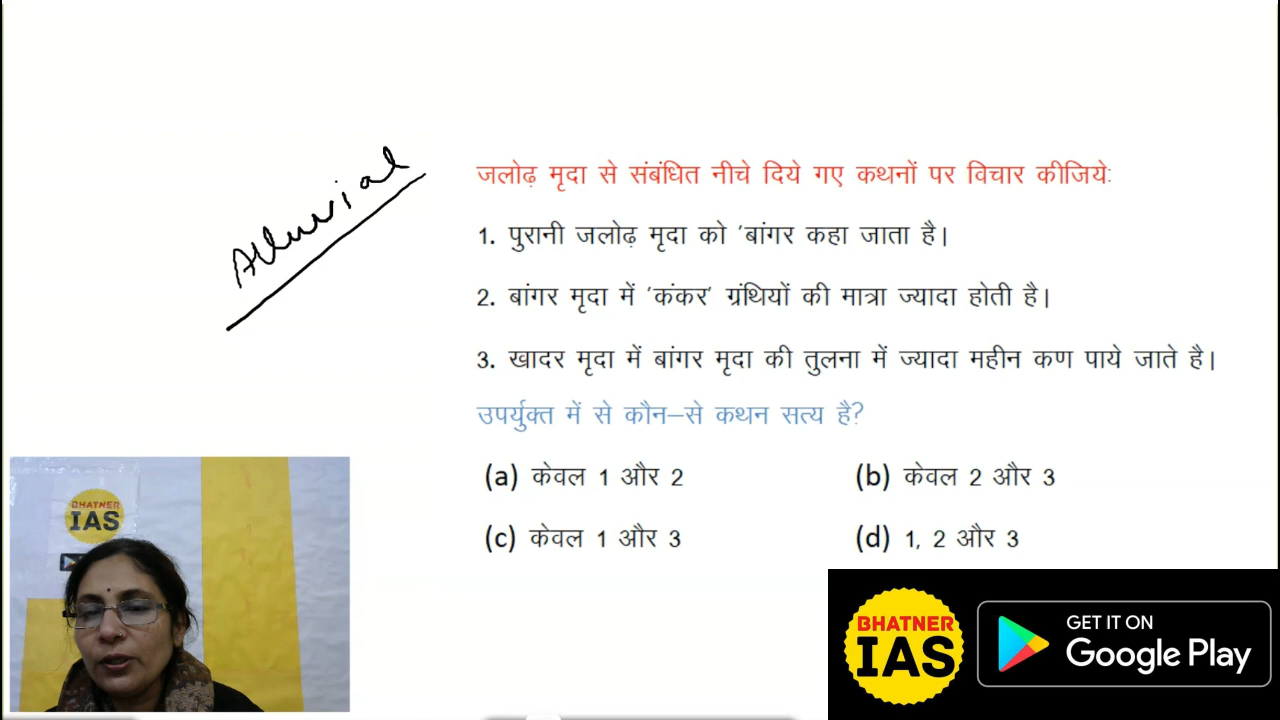 Alluvial
जलोढ़ मृदा से संबंधित नीचे दिये गए कथनों पर विचार कीजिये:
1. पुरानी जलोढ़ मृदा को 'बांगर कहा जाता है।
2. बांगर मृदा में 'कंकर' ग्रंथियों की मात्रा ज्यादा होती है।
3. खादर मृदा में बांगर मृदा की तुलना में ज्यादा महीन कण पाये जाते है।
उपर्युक्त में से कौन–से कथन सत्य है?
(a) केवल 1 और 2
(b) केवल 2 और 3
(c) केवल 1 और 3
(d) 1, 2 और 3
BHATNER
IAS
BHATNER
IAS
GET IT ON
Google Play